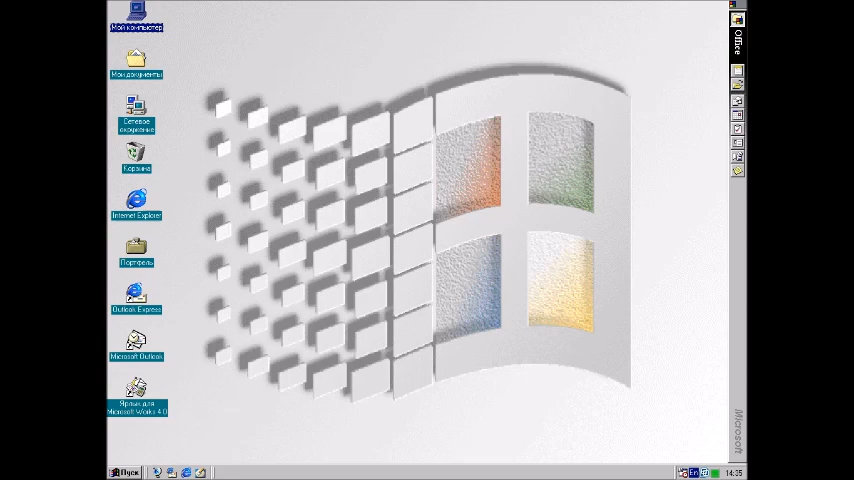 Мой компьютер
Мои документы
Сетевое
окружение
Корзина
Internet Explorer
Портфель
Outlook Express
Microsoft Outlook
Ярлык для
Microsoft Works 4.0
Office
Microsoft
Пуск
En
14:35